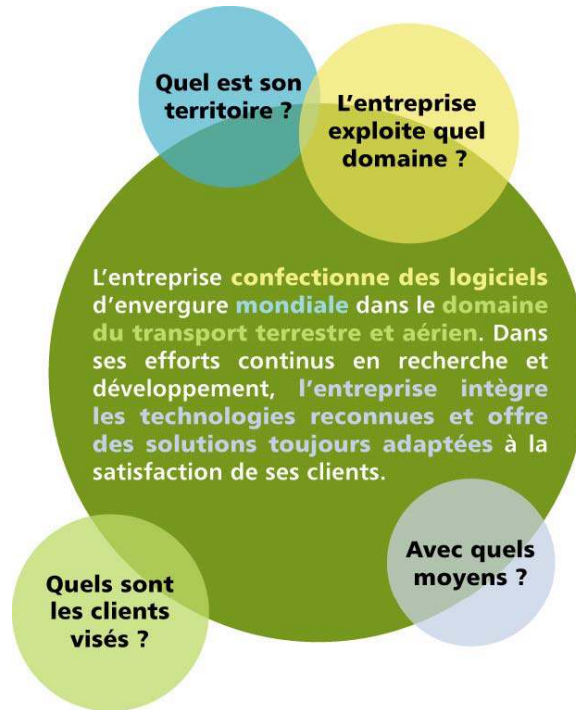 Quel est son
territoire ?
L’entreprise
exploite quel
domaine ?
L’entreprise confectionne des logiciels
d’envergure mondiale dans le domaine
du transport terrestre et aérien. Dans
ses efforts continus en recherche et
développement, l’entreprise intègre
les technologies reconnues et offre
des solutions toujours adaptées à la
satisfaction de ses clients.
Avec quels
moyens ?
Quels sont
les clients
visés ?